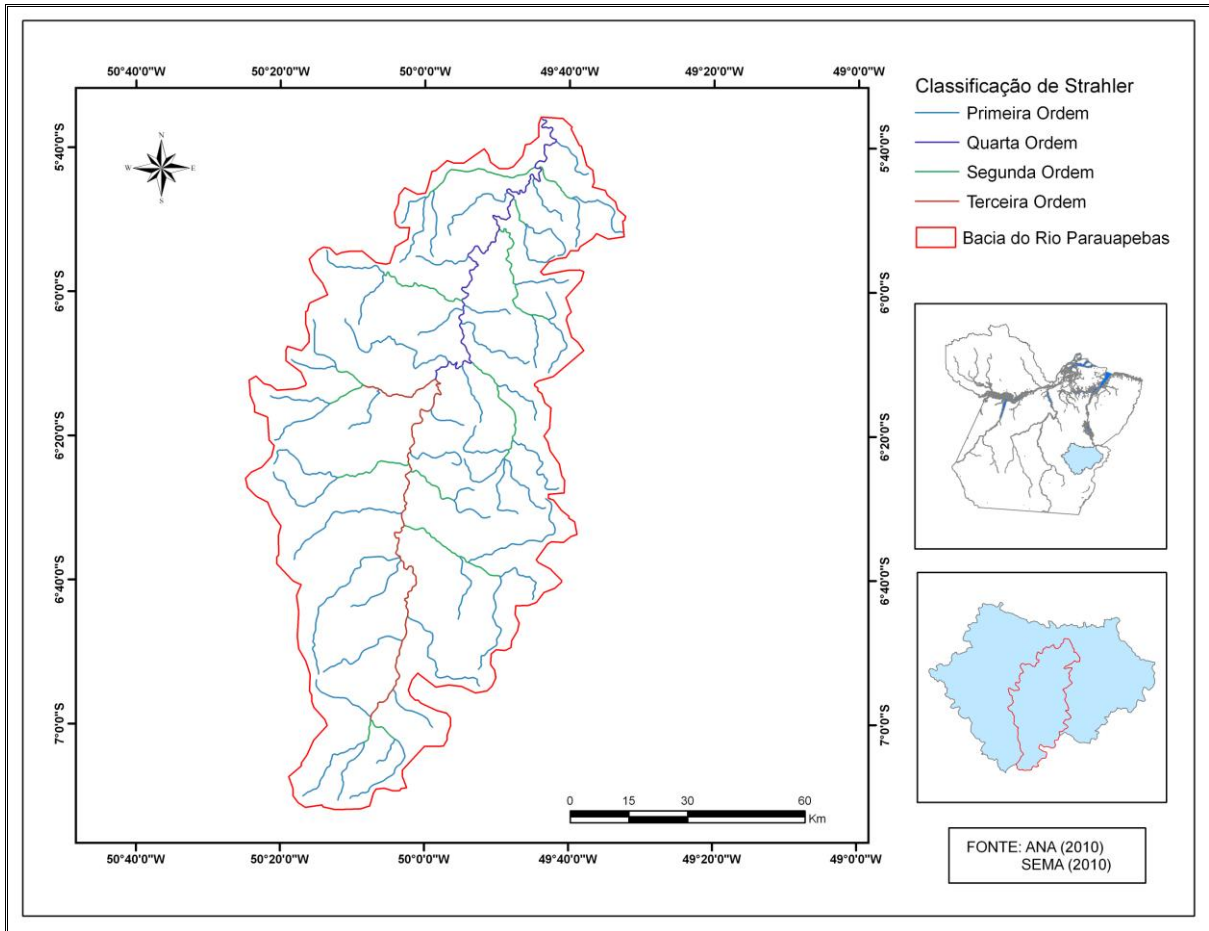 50°40'0"W 50°20'0"W 50°0'0"W 49°40'0"W 49°20'0"W 49°0'0"W
5°40'0"S
6°0'0"S
6°20'0"S
6°40'0"S
7°0'0"S
N
W E
S
5°40'0"S
6°0'0"S
6°20'0"S
6°40'0"S
7°0'0"S
0 15 30 60
Km
50°40'0"W 50°20'0"W 50°0'0"W 49°40'0"W 49°20'0"W 49°0'0"W
Classificação de Strahler
Primeira Ordem
Quarta Ordem
Segunda Ordem
Terceira Ordem
Bacia do Rio Parauapebas
FONTE: ANA (2010)
SEMA (2010)